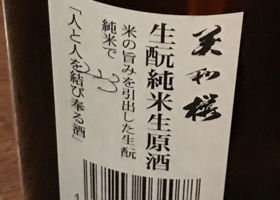 美和桜
生酛純米生原酒
米の旨みを引出した生酛
純米で
「人と人を結び奉る酒」
4